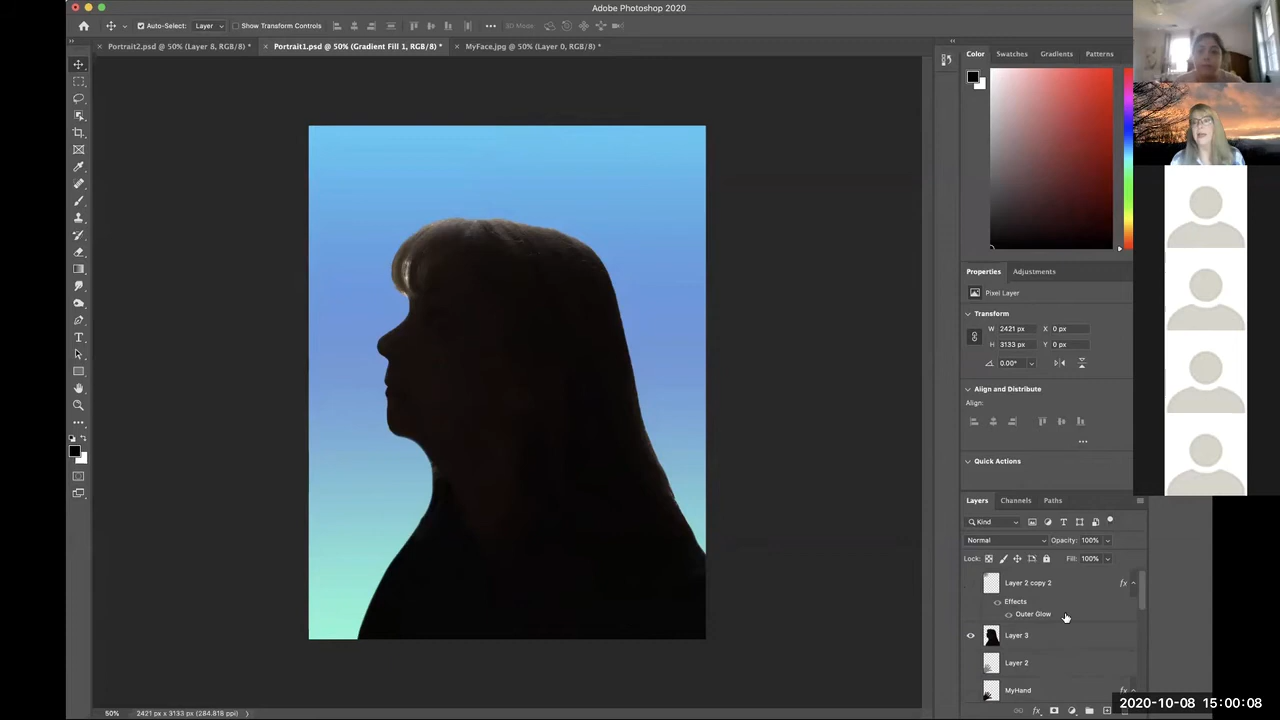 Adobe Photoshop 2020
Auto-Select: Layer Show Transform Controls 3D Mode:
Portrait2.psd @ 50% (Layer 8, RGB/8) *
Portrait1.psd @ 50% (Gradient Fill 1, RGB/8) *
MyFace.jpg @ 50% (Layer 0, RGB/8) *
Color Swatches Gradients Patterns
Properties Adjustments
Pixel Layer
Transform
W 2421 px X 0 px
H 3133 px Y 0 px
0.00°
Align and Distribute
Align:
Quick Actions
Layers Channels Paths
Kind
Normal Opacity: 100%
Lock: Fill: 100%
Layer 2 copy 2 fx
Effects
Outer Glow
Layer 3
Layer 2
MyHand fx
50% 2421 px x 3133 px (284.818 ppi)
2020-10-08 15:00:08